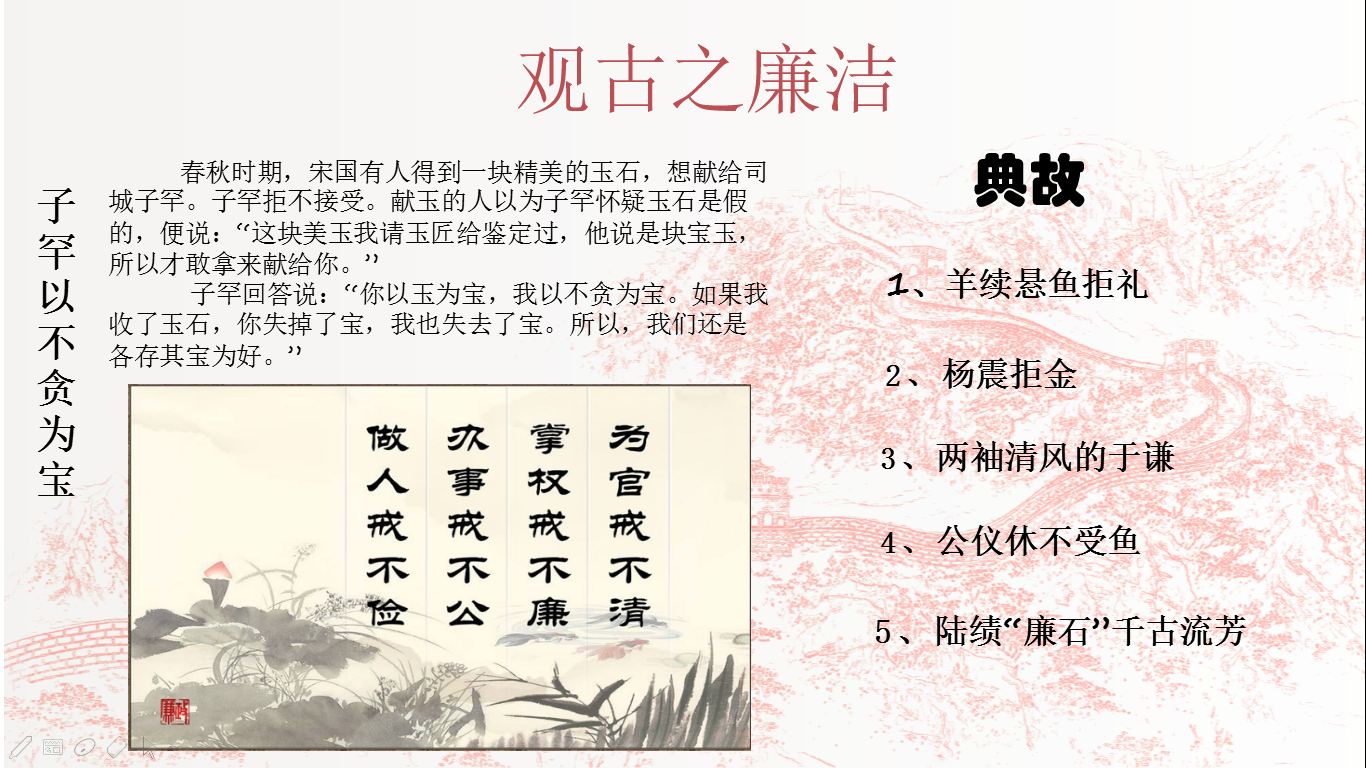 观古之廉洁
子罕以不贪为宝
春秋时期，宋国有人得到一块精美的玉石，想献给司
城子罕。子罕拒不接受。献玉的人以为子罕怀疑玉石是假
的，便说：“这块美玉我请玉匠给鉴定过，他说是块宝玉，
所以才敢拿来献给你。”
子罕回答说：“你以玉为宝，我以不贪为宝。如果我
收了玉石，你失掉了宝，我也失去了宝。所以，我们还是
各存其宝为好。”
为官戒不清
掌权戒不廉
办事戒不公
做人戒不俭
典故
1、羊续悬鱼拒礼
2、杨震拒金
3、两袖清风的于谦
4、公仪休不受鱼
5、陆绩“廉石”千古流芳